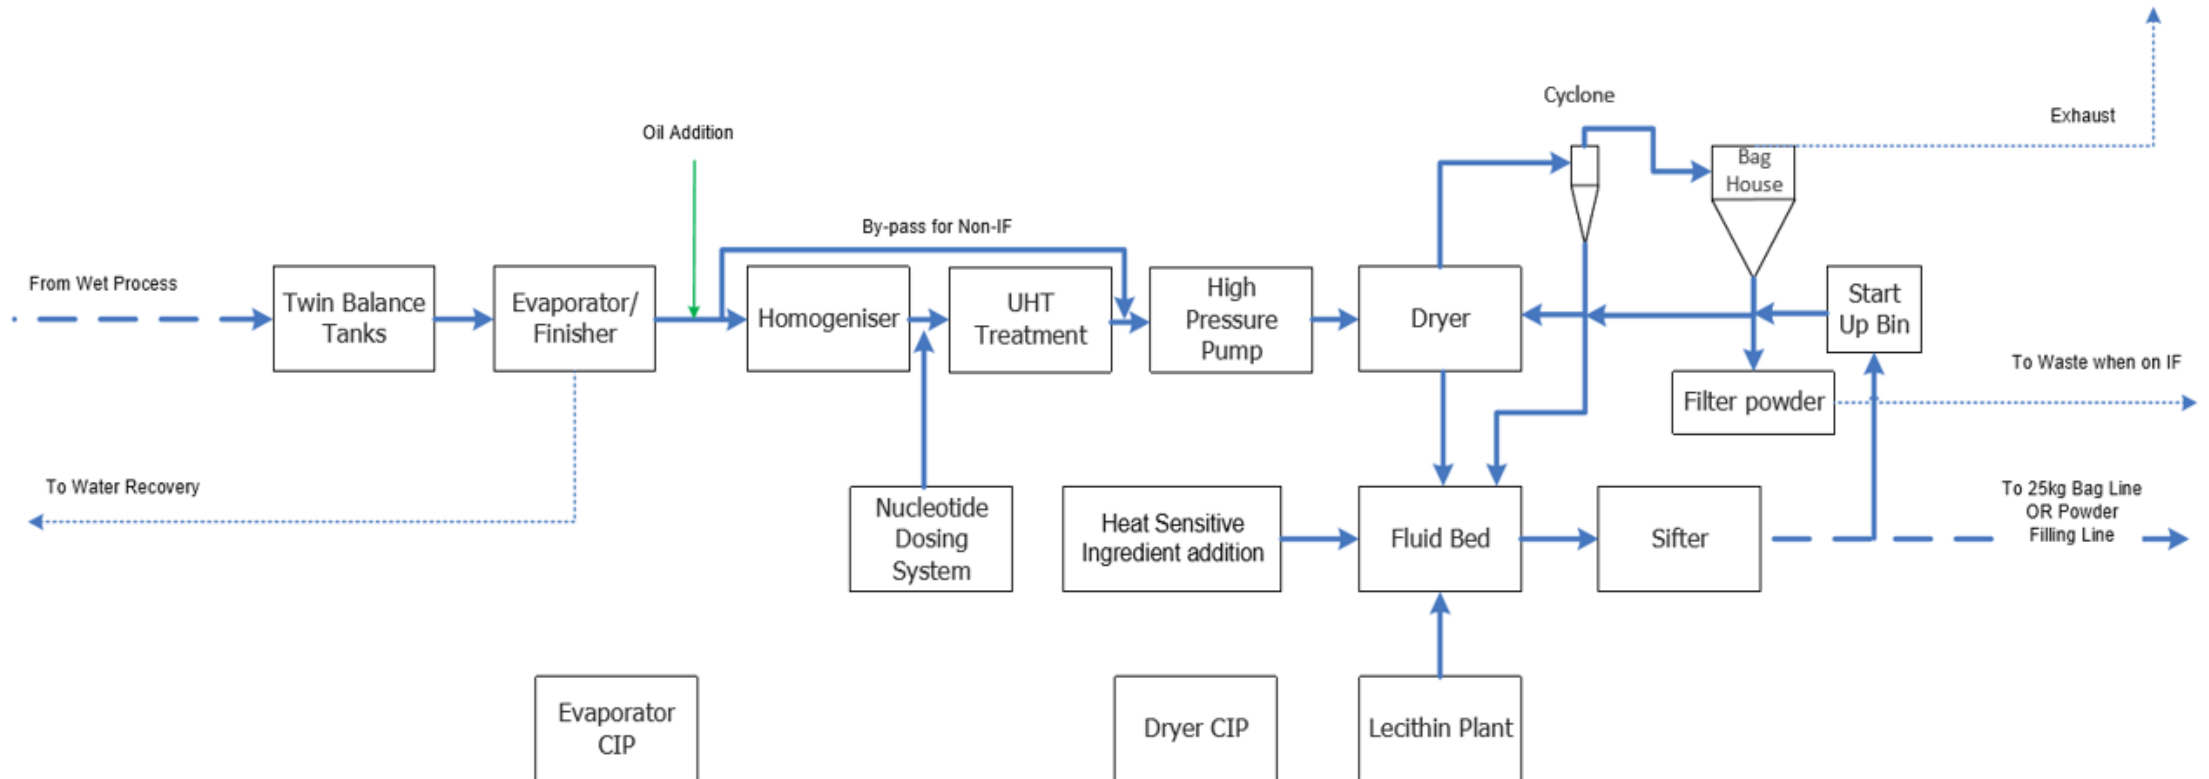 Cyclone
Exhaust
Oil Addition
Bag
House
By-pass for Non-IF
From Wet Process
Twin Balance
Tanks
Evaporator/
Finisher
Homogeniser
UHT
Treatment
High
Pressure
Pump
Dryer
Start
Up Bin
To Waste when on IF
Filter powder
To Water Recovery
Nucleotide
Dosing
System
Heat Sensitive
Ingredient addition
Fluid Bed
Sifter
To 25kg Bag Line
OR Powder
Filling Line
Evaporator
CIP
Dryer CIP
Lecithin Plant